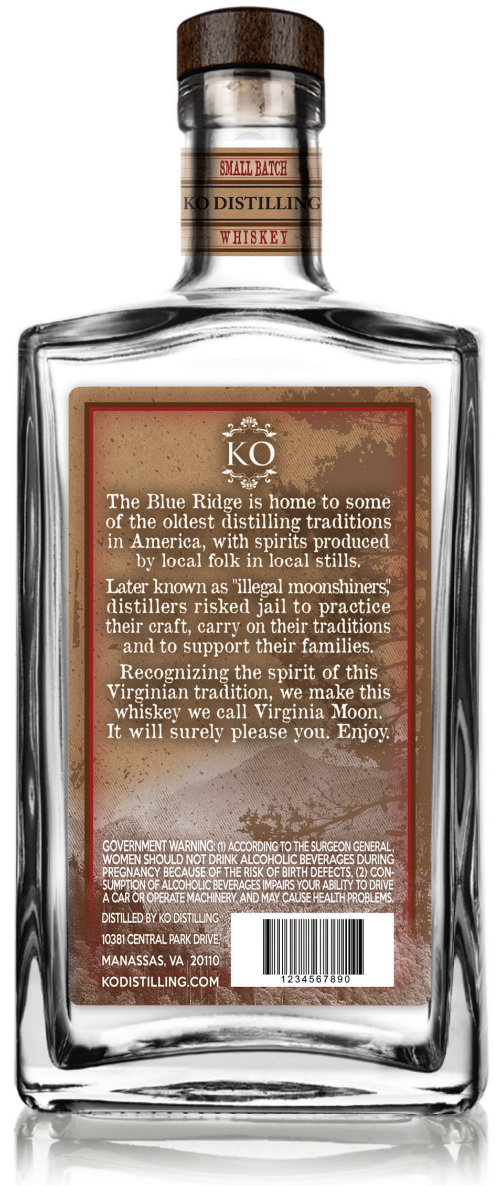 SMALL BATCH
KO DISTILLING
WHISKEY
KO
The Blue Ridge is home to some
of the oldest distilling traditions
in America, with spirits produced
by local folk in local stills.
Later known as "illegal moonshiners,"
distillers risked jail to practice
their craft, carry on their traditions
and to support their families.
Recognizing the spirit of this
Virginian tradition, we make this
whiskey we call Virginia Moon.
It will surely please you. Enjoy.
GOVERNMENT WARNING: (1) ACCORDING TO THE SURGEON GENERAL,
WOMEN SHOULD NOT DRINK ALCOHOLIC BEVERAGES DURING
PREGNANCY BECAUSE OF THE RISK OF BIRTH DEFECTS, (2) CON-
SUMPTION OF ALCOHOLIC BEVERAGES IMPAIRS YOUR ABILITY TO DRIVE
A CAR OR OPERATE MACHINERY, AND MAY CAUSE HEALTH PROBLEMS.
DISTILLED BY KO DISTILLING
10381 CENTRAL PARK DRIVE
MANASSAS, VA 20110
KODISTILLING.COM
1234567890